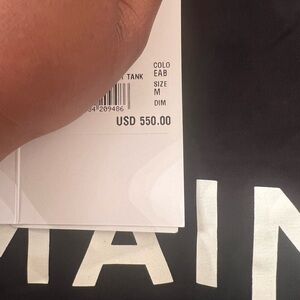 COLO
TANK EAB
SIZE
M
209486 DIM
USD 550.00
MAIN